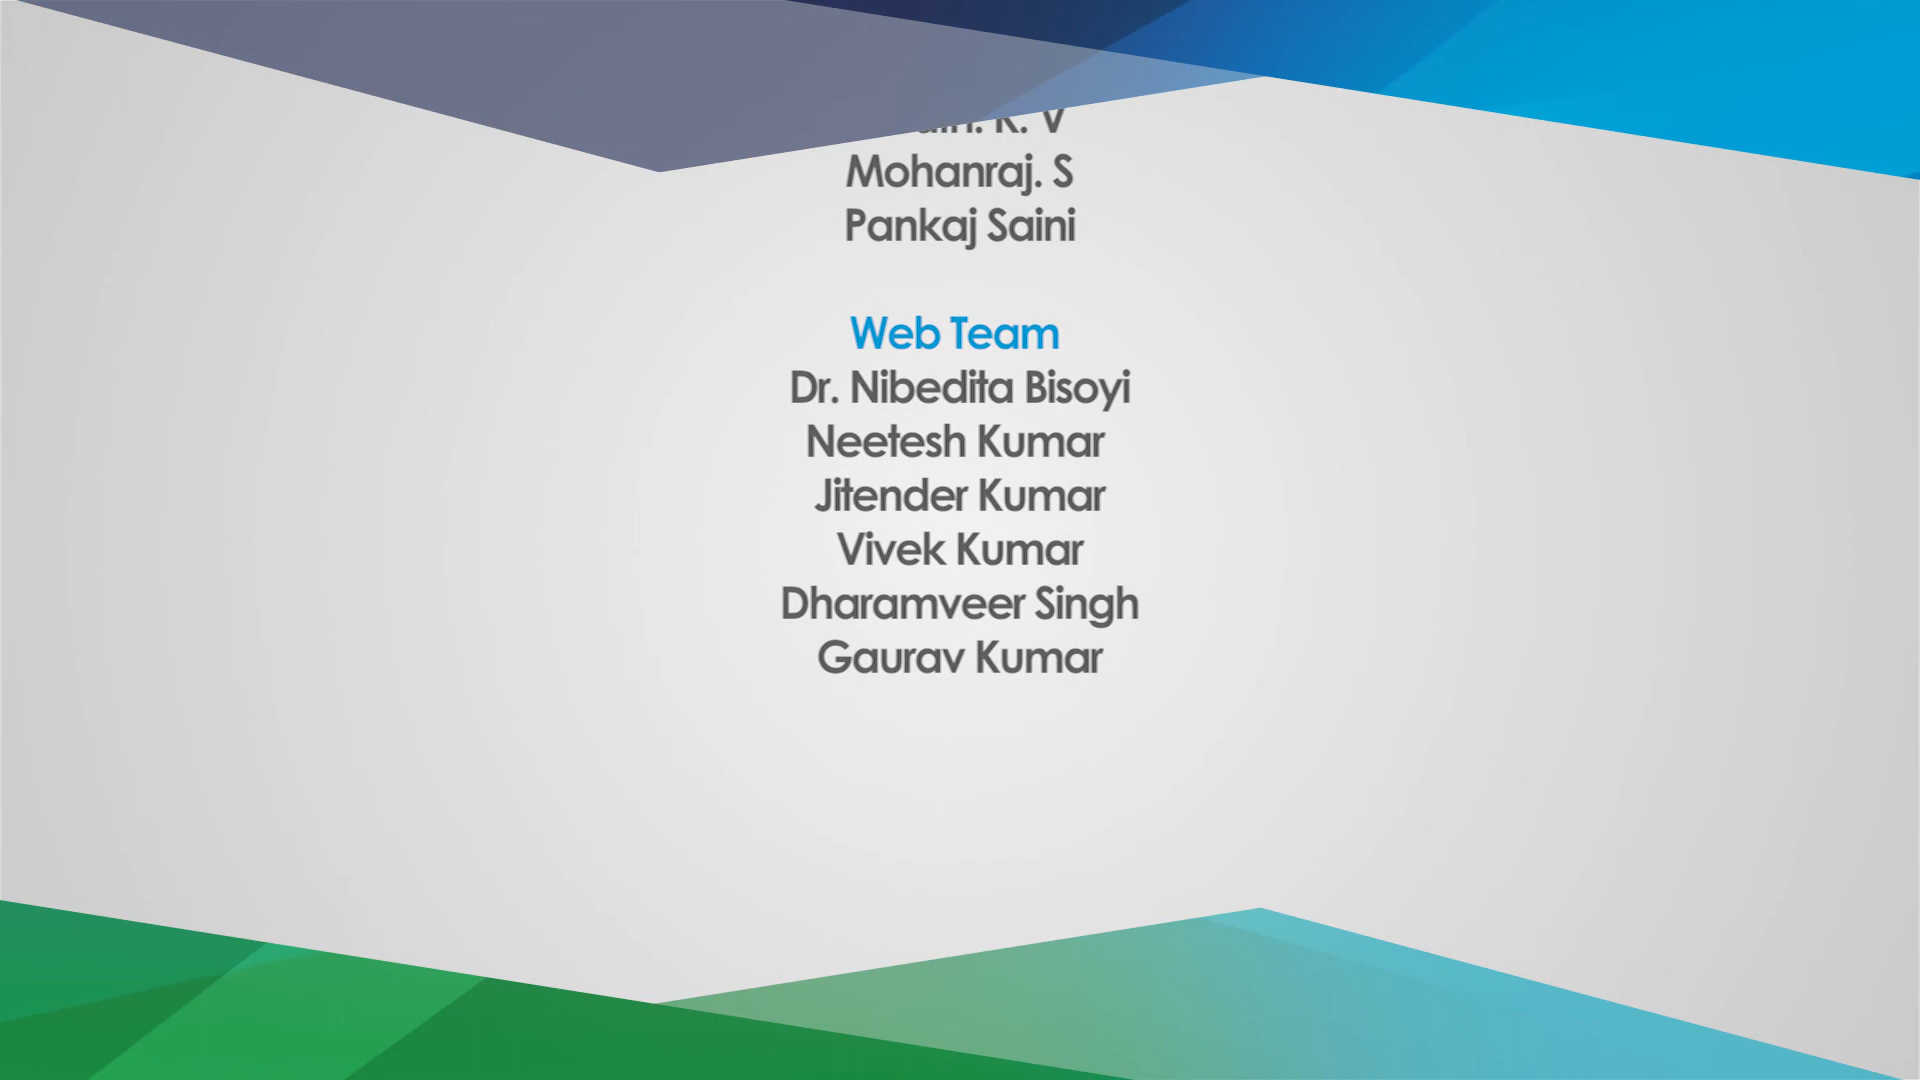 K. V
Mohanraj. S
Pankaj Saini
Web Team
Dr. Nibedita Bisoyi
Neetesh Kumar
Jitender Kumar
Vivek Kumar
Dharamveer Singh
Gaurav Kumar